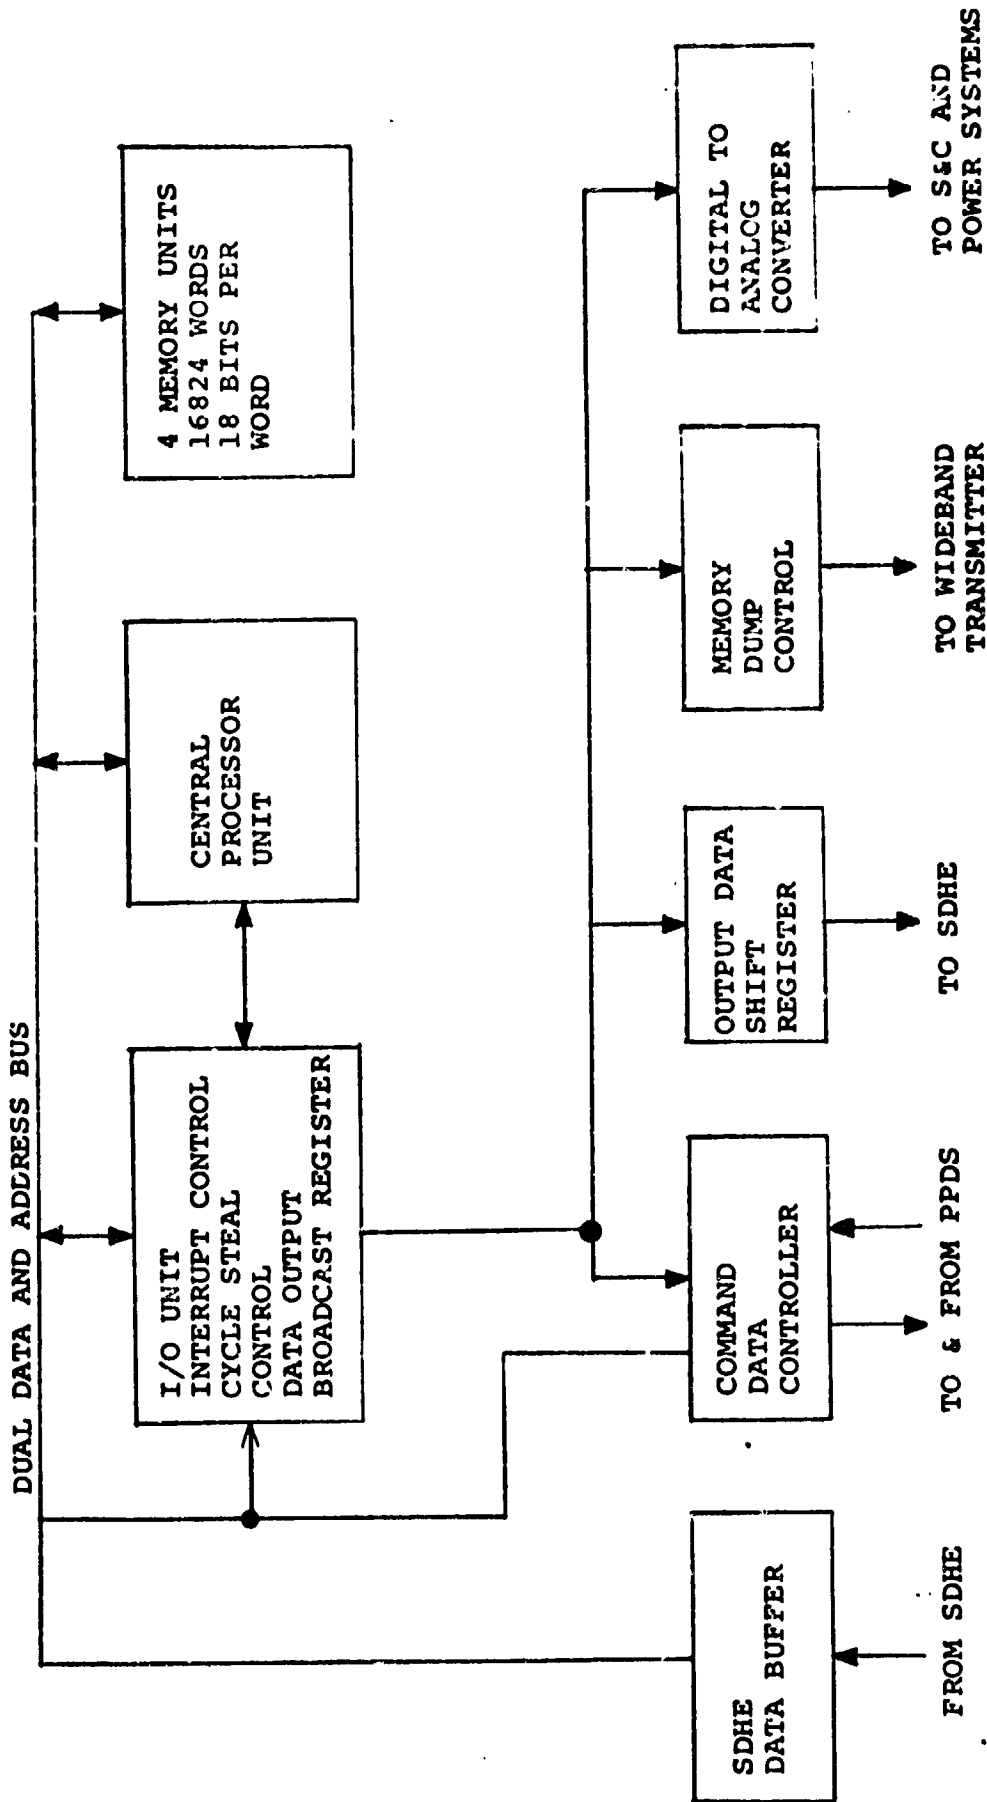 DUAL DATA AND ADDRESS BUS
I/O UNIT
INTERRUPT CONTROL
CYCLE STEAL
CONTROL
DATA OUTPUT
BROADCAST REGISTER
CENTRAL
PROCESSOR
UNIT
4 MEMORY UNITS
16824 WORDS
18 BITS PER
WORD
SDHE
DATA BUFFER
COMMAND
DATA
CONTROLLER
OUTPUT DATA
SHIFT
REGISTER
MEMORY
DUMP
CONTROL
DIGITAL TO
ANALCG
CONVERTER
FROM SDHE
TO & FROM PPDS
TO SDHE
TO WIDEBAND
TRANSMITTER
TO S&C AND
POWER SYSTEMS